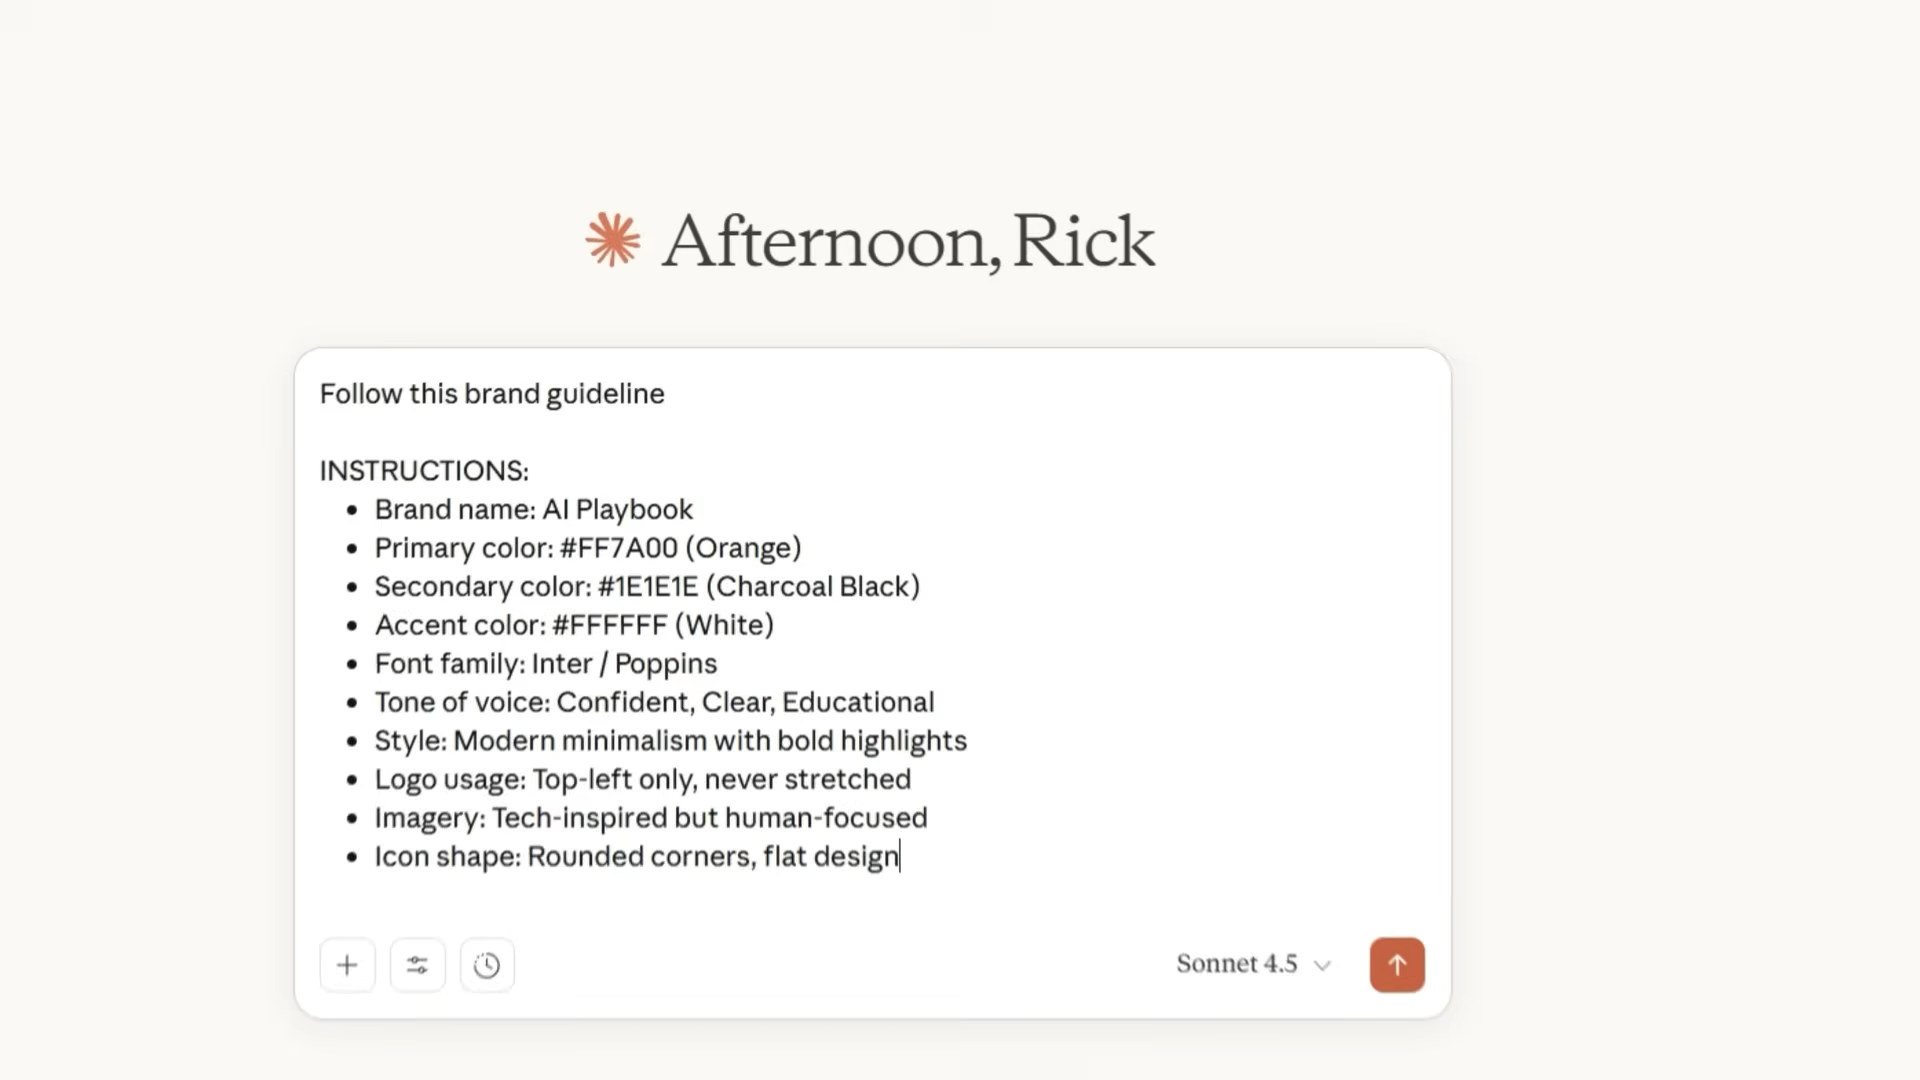 Afternoon, Rick
Follow this brand guideline
INSTRUCTIONS:
• Brand name: AI Playbook
• Primary color: #FF7A00 (Orange)
• Secondary color: #1E1E1E (Charcoal Black)
• Accent color: #FFFFFF (White)
• Font family: Inter / Poppins
• Tone of voice: Confident, Clear, Educational
• Style: Modern minimalism with bold highlights
• Logo usage: Top-left only, never stretched
• Imagery: Tech-inspired but human-focused
• Icon shape: Rounded corners, flat design
Sonnet 4.5